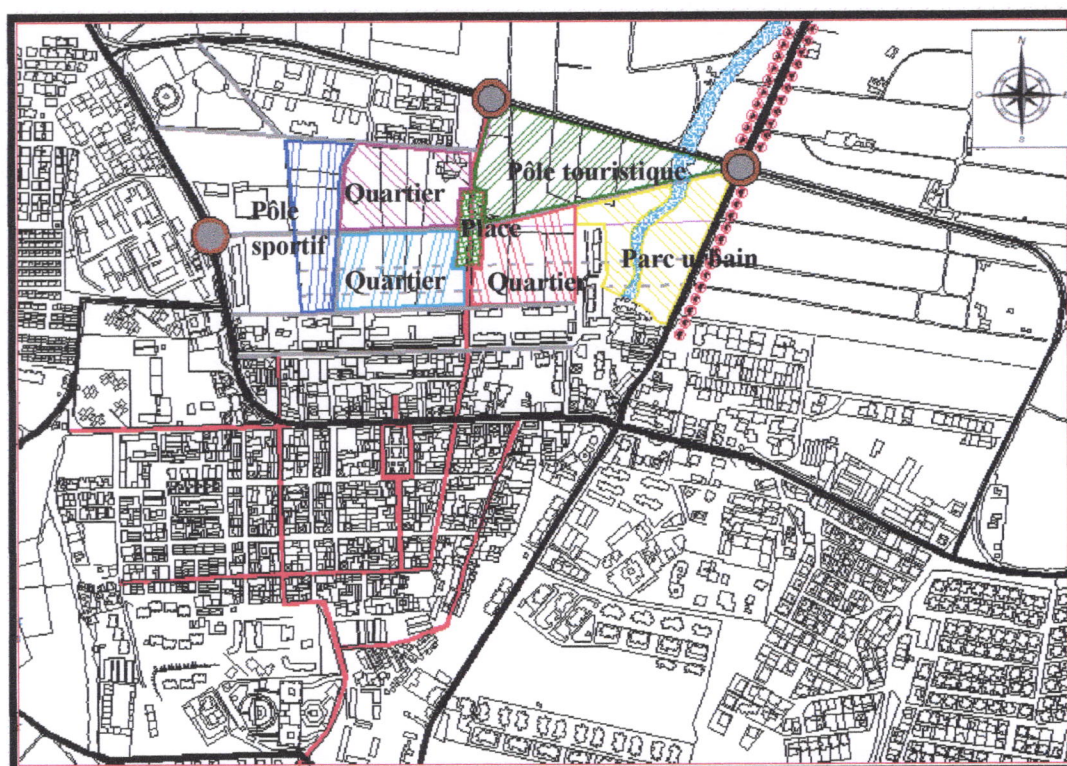 N
O
E
S
Pôle touristique
Quartier
Pôle
sportif
Place
Parc urbain
Quartier
Quartier